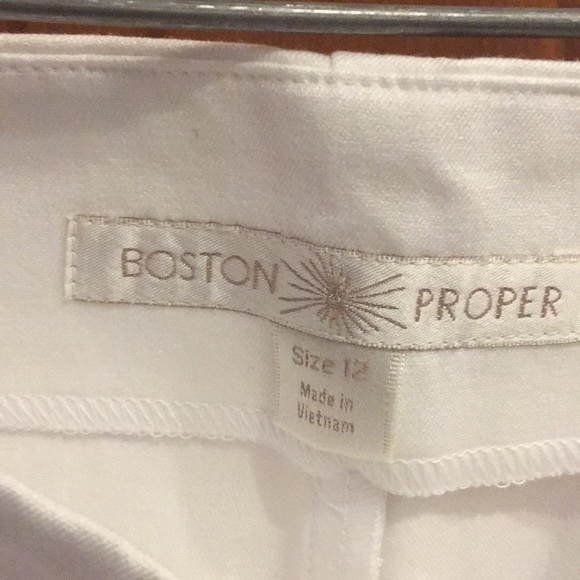 BOSTON PROPER
Size 12
Made in
Vietnam